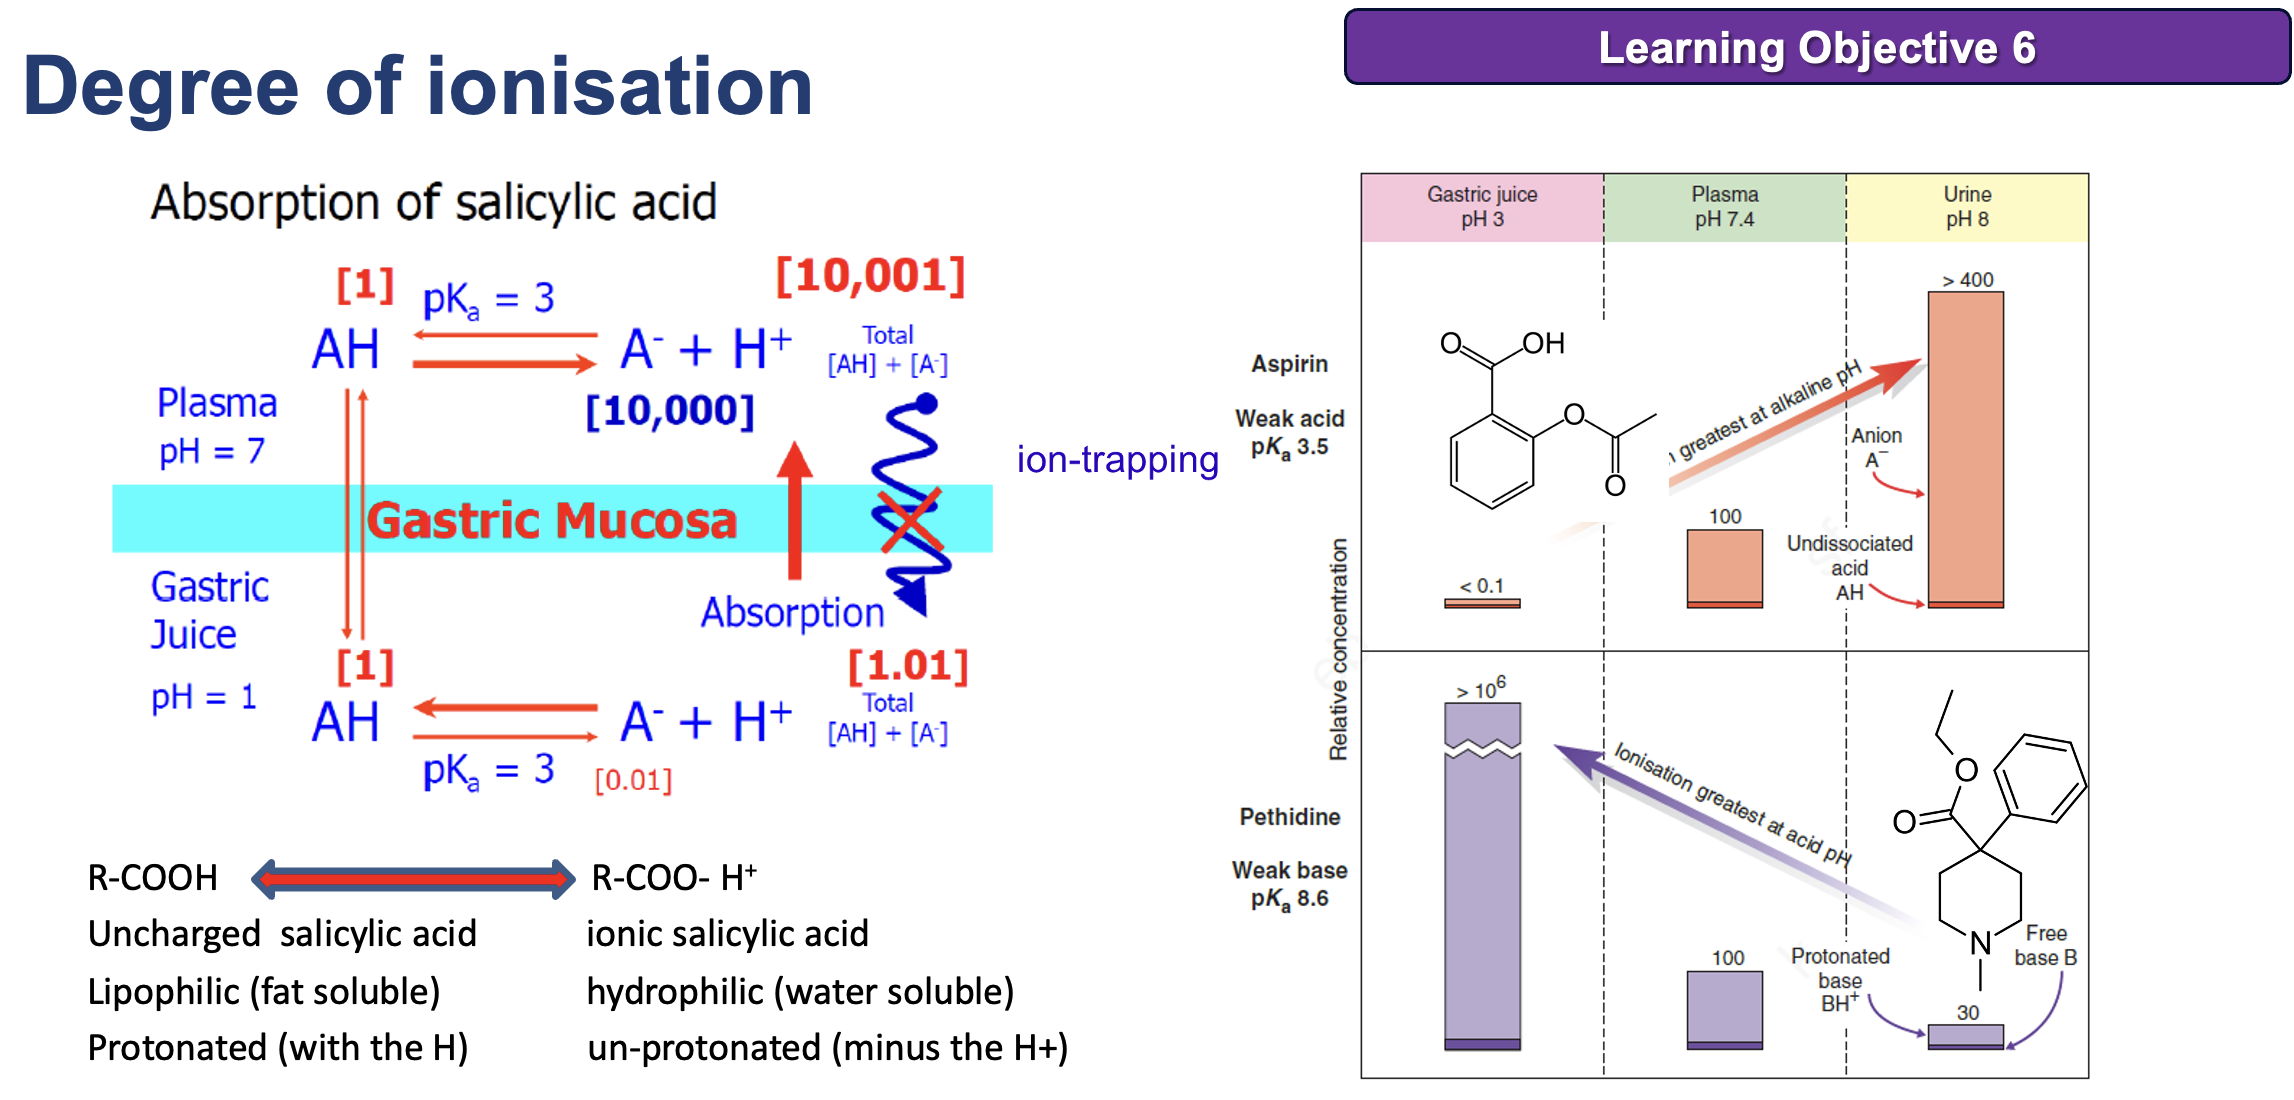 Degree of ionisation
Learning Objective 6
Absorption of salicylic acid
[1]
pKa = 3
[10,001]
AH
A- + H+
Total
[AH] + [A-]
[10,000]
Plasma
pH = 7
ion-trapping
Gastric Mucosa
Gastric
Juice
pH = 1
Absorption
[1]
[1.01]
AH
A- + H+
Total
[AH] + [A-]
pKa = 3
[0.01]
R-COOH
R-COO- H+
Uncharged salicylic acid
ionic salicylic acid
Lipophilic (fat soluble)
hydrophilic (water soluble)
Protonated (with the H)
un-protonated (minus the H+)
Gastric juice
pH 3
Plasma
pH 7.4
Urine
pH 8
Aspirin
Weak acid
pKa 3.5
O
OH
O
O
greatest at alkaline pH
> 400
Anion
A−
100
Undissociated
acid
AH
< 0.1
Relative concentration
Pethidine
Weak base
pKa 8.6
> 10^6
Ionisation greatest at acid pH
O
O
N
100
Protonated
base
BH+
Free
base B
30